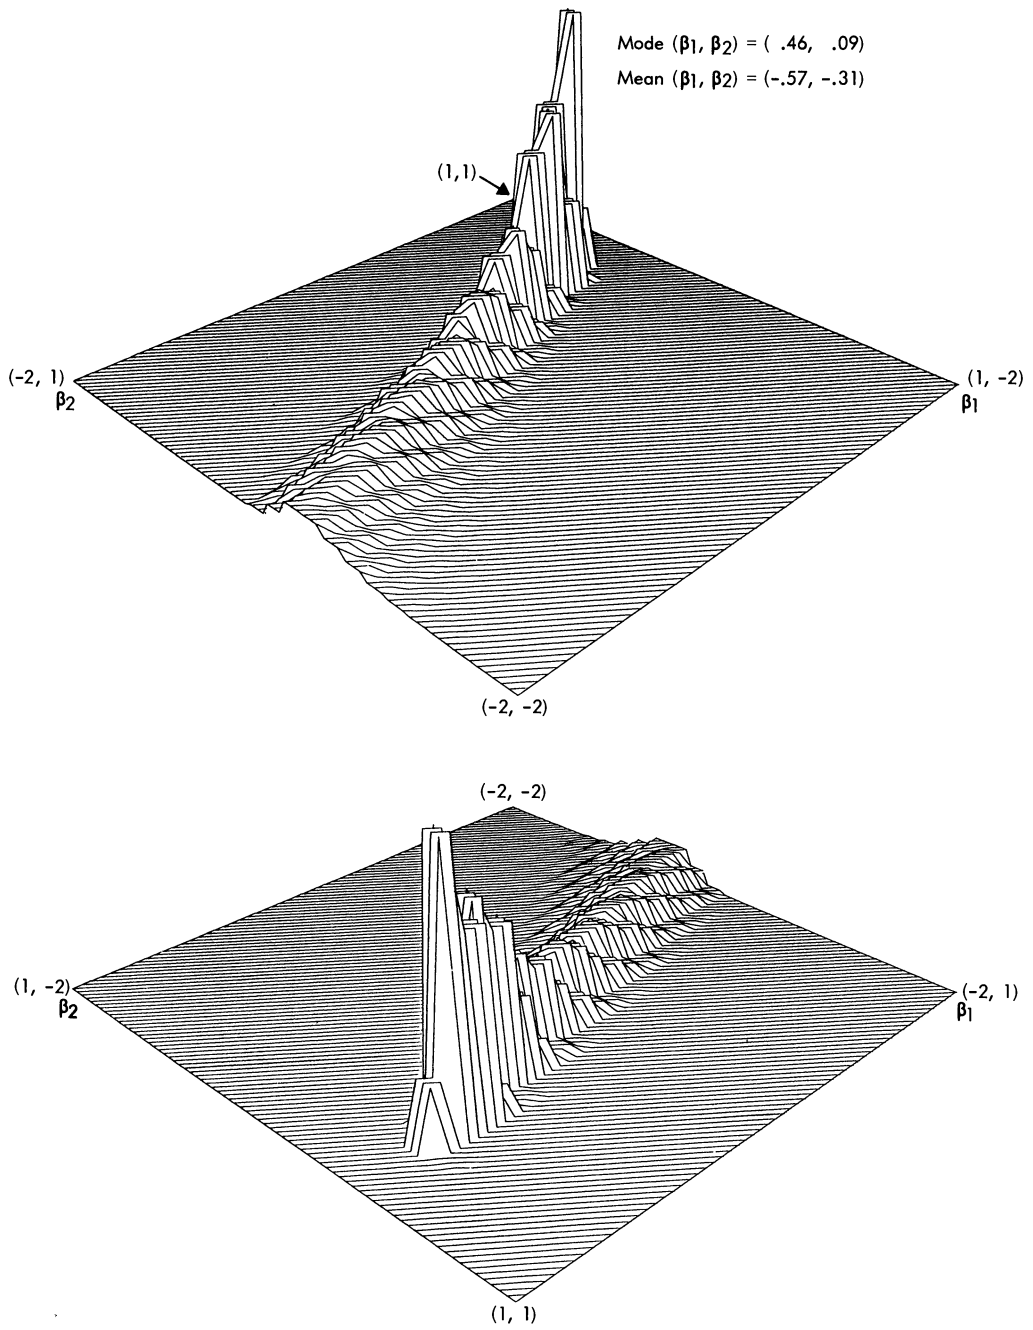 Mode (β1, β2) = ( .46, .09)
Mean (β1, β2) = (-.57, -.31)
(1,1)
(-2, 1)
β2
(1, -2)
β1
(-2, -2)
(-2, -2)
(1, -2)
β2
(-2, 1)
β1
(1, 1)